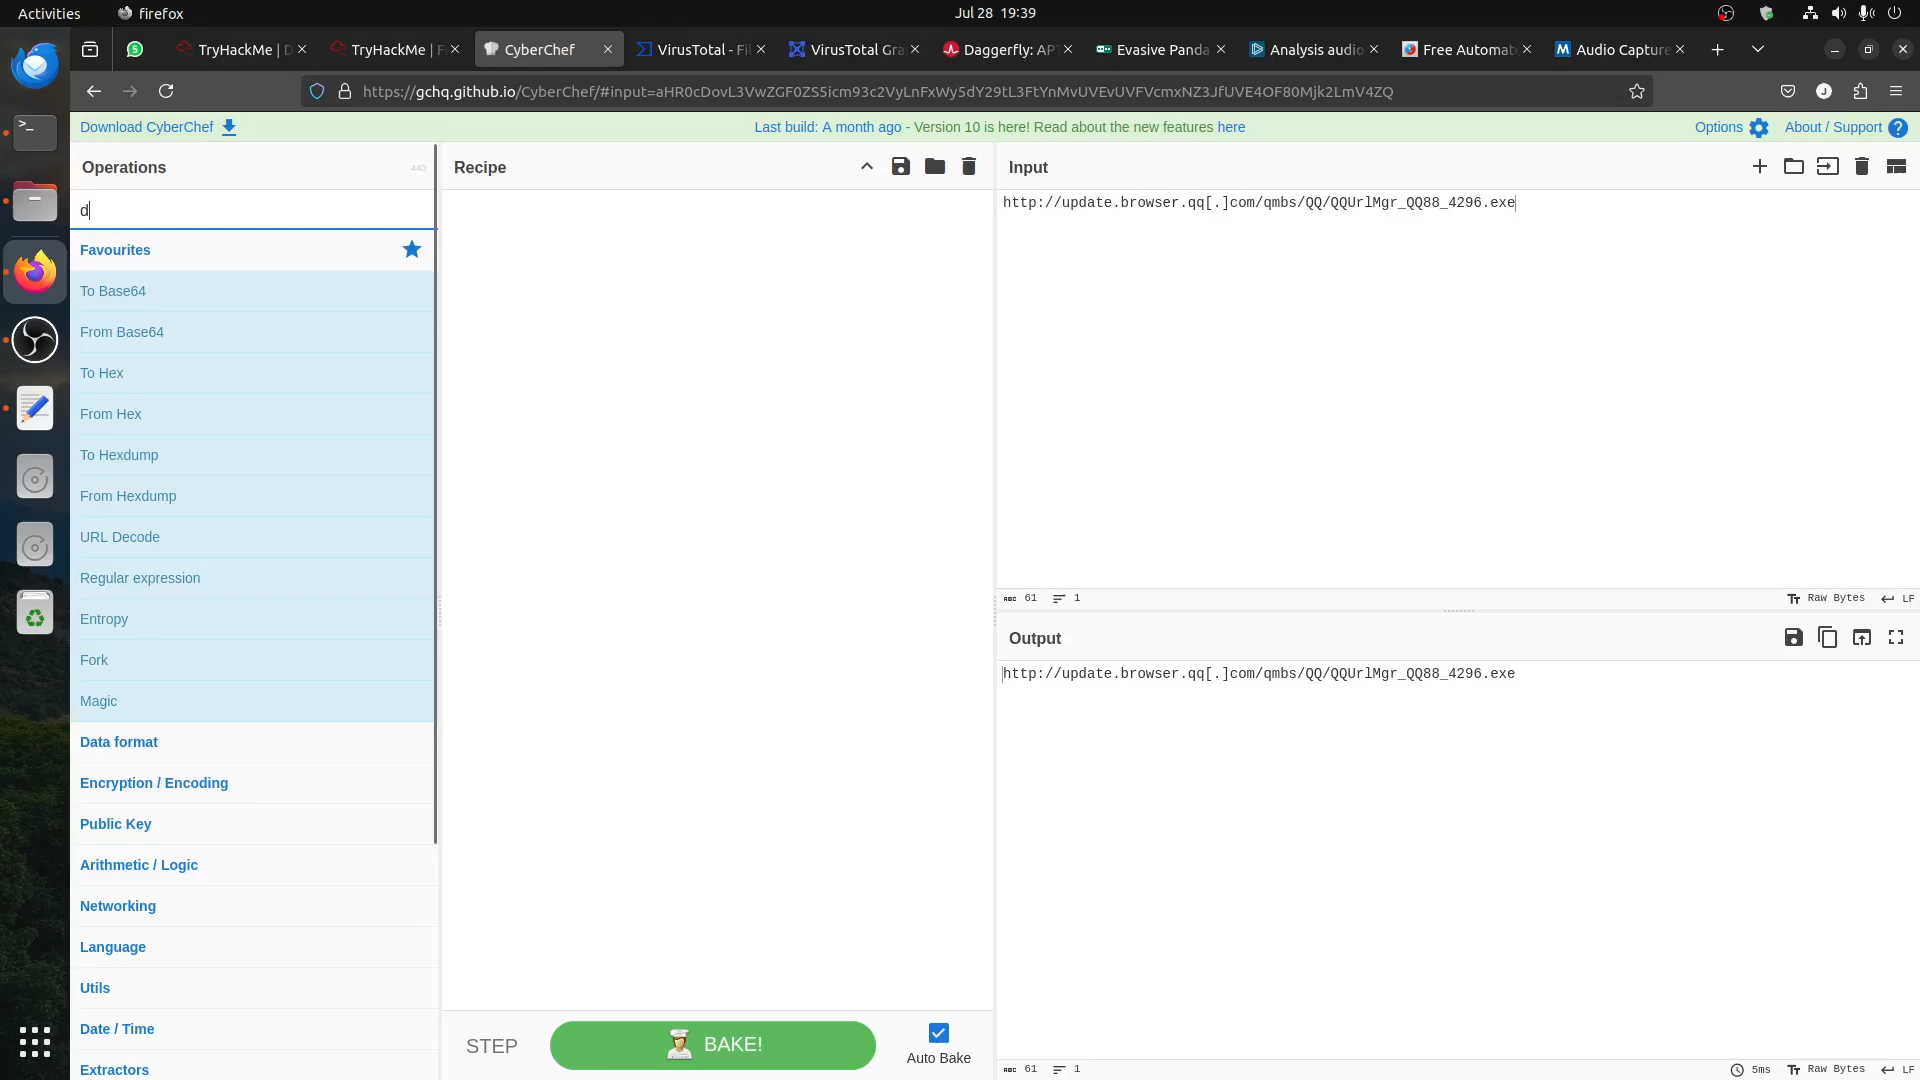 Activities
firefox
Jul 28 19:39
TryHackMe | D
TryHackMe | F
CyberChef
VirusTotal - Fil
VirusTotal Gra
Daggerfly: APT
Evasive Panda
Analysis audio
Free Automat
Audio Capture
https://gchq.github.io/CyberChef/#input=aHR0cDovL3VwZGF0ZS5icm93c2VyLnFxWy5dY29tL3FtYnMvUVEvUVFVcmxNZ3JfUVE4OF80Mjk2LmV4ZQ
Download CyberChef
Last build: A month ago - Version 10 is here! Read about the new features here
Options
About / Support
Operations
440
Recipe
Input
d
http://update.browser.qq[.]com/qmbs/QQ/QQUrlMgr_QQ88_4296.exe
Favourites
To Base64
From Base64
To Hex
From Hex
To Hexdump
From Hexdump
URL Decode
Regular expression
Entropy
Fork
Magic
Data format
Encryption / Encoding
Public Key
Arithmetic / Logic
Networking
Language
Utils
Date / Time
Extractors
ABC 61
1
Raw Bytes
LF
Output
http://update.browser.qq[.]com/qmbs/QQ/QQUrlMgr_QQ88_4296.exe
STEP
BAKE!
Auto Bake
ABC 61
1
5ms
Raw Bytes
LF